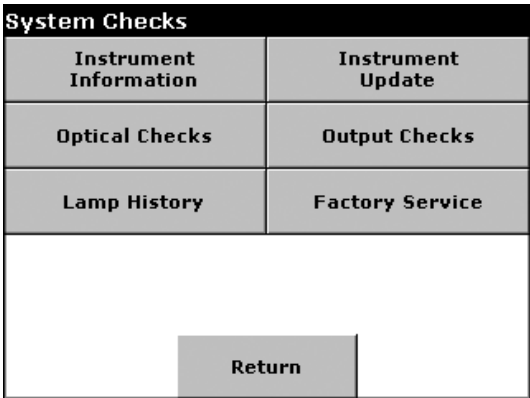 System Checks
Instrument
Information
Instrument
Update
Optical Checks
Output Checks
Lamp History
Factory Service
Return